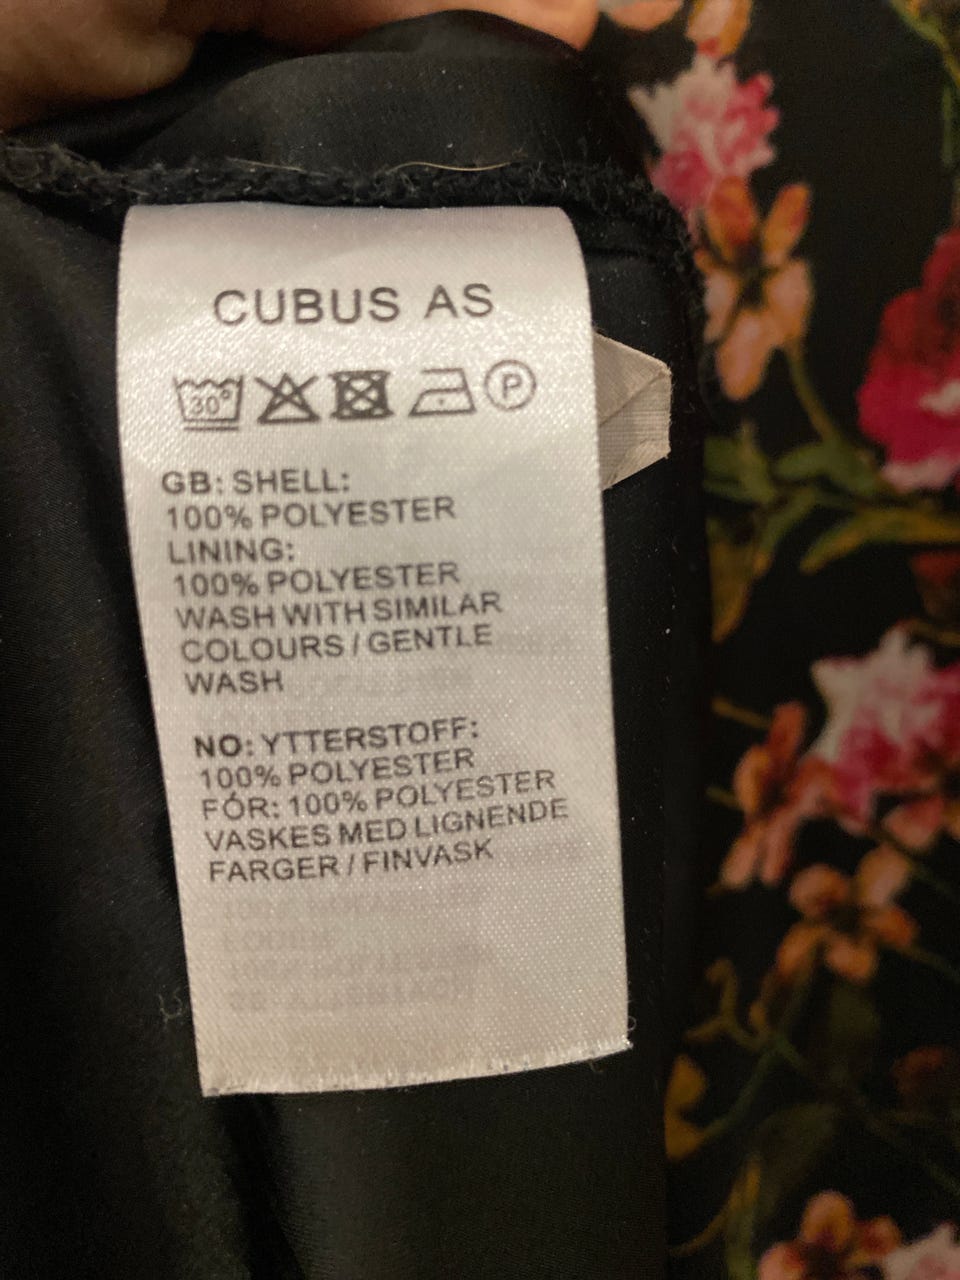 CUBUS AS
30°
P
GB: SHELL:
100% POLYESTER
LINING:
100% POLYESTER
WASH WITH SIMILAR
COLOURS / GENTLE
WASH
NO: YTTERSTOFF:
100% POLYESTER
FÓR: 100% POLYESTER
VASKES MED LIGNENDE
FARGER / FINVASK